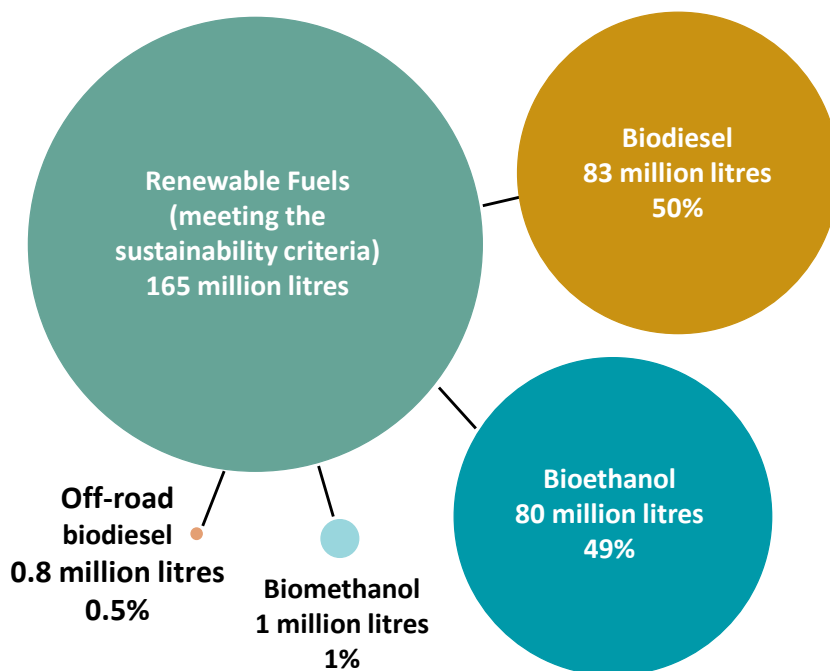 Renewable Fuels
(meeting the
sustainability criteria)
165 million litres
Biodiesel
83 million litres
50%
Bioethanol
80 million litres
49%
Off-road
biodiesel
0.8 million litres
0.5%
Biomethanol
1 million litres
1%